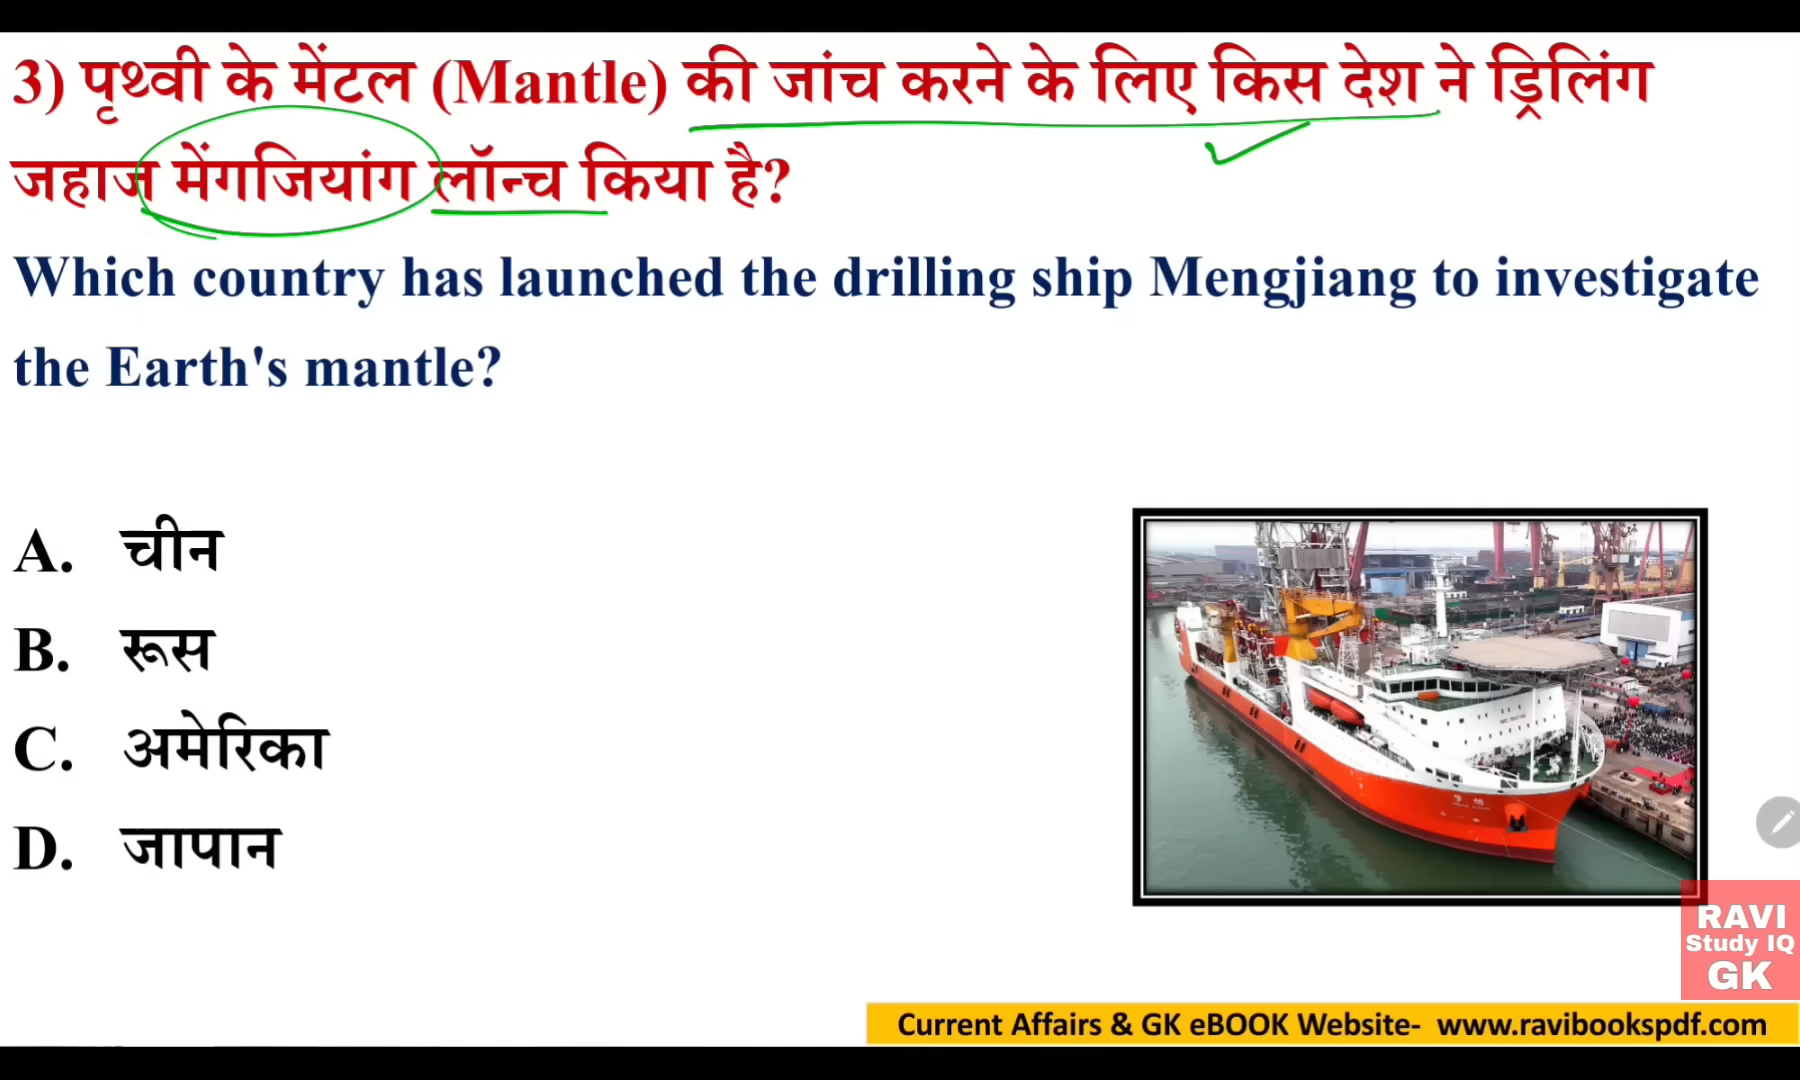 3) पृथ्वी के मेंटल (Mantle) की जांच करने के लिए किस देश ने ड्रिलिंग
जहाज मेंगजियांग लॉन्च किया है?
Which country has launched the drilling ship Mengjiang to investigate
the Earth's mantle?
A. चीन
B. रूस
C. अमेरिका
D. जापान
RAVI
Study IQ
GK
Current Affairs & GK eBOOK Website- www.ravibookspdf.com